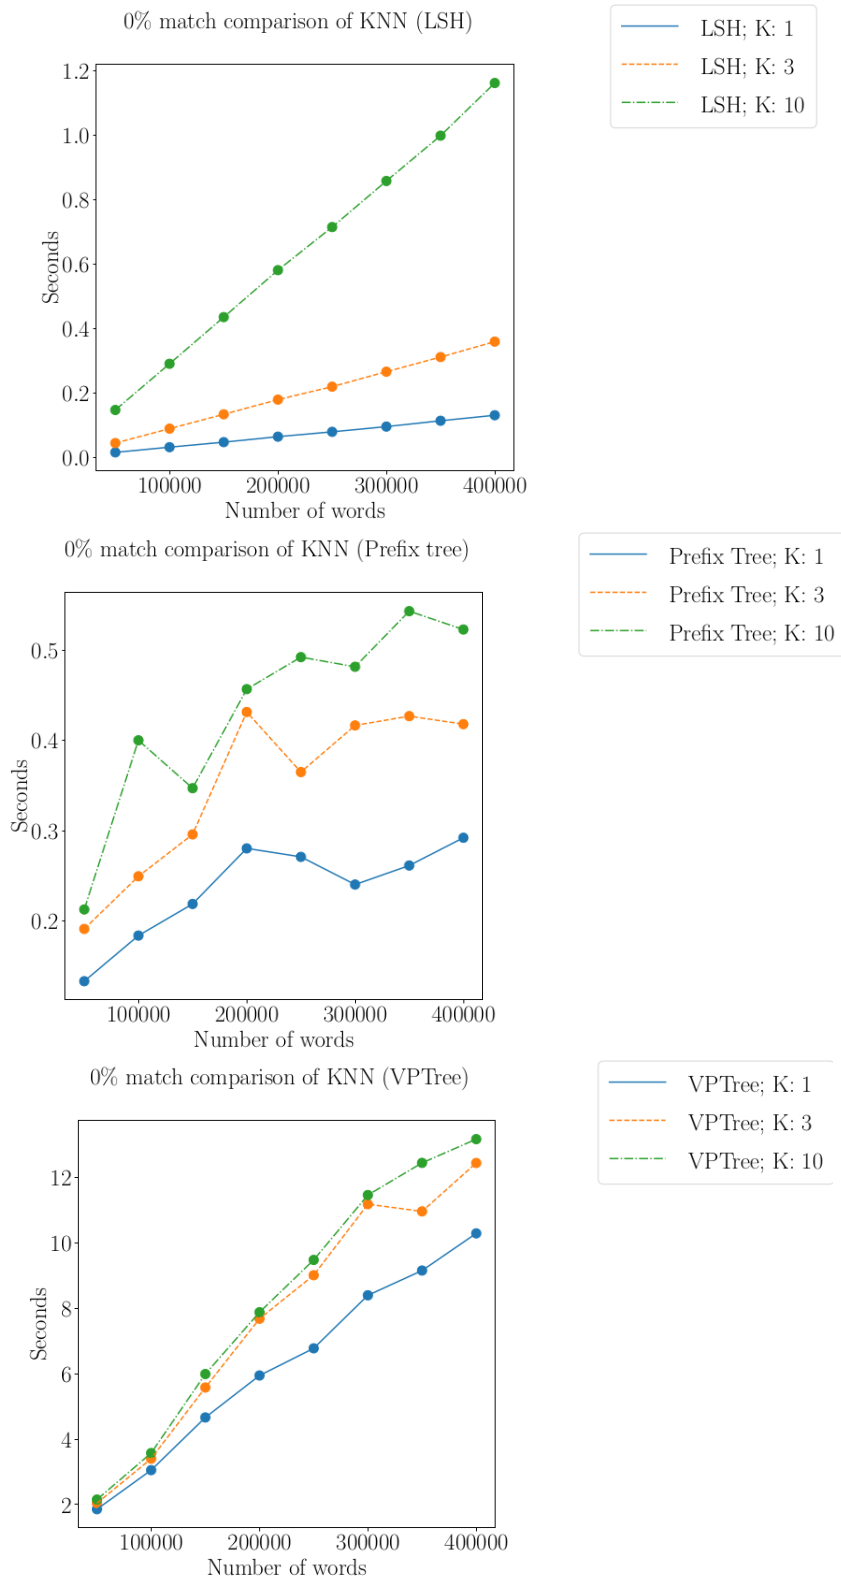 0% match comparison of KNN (LSH)
LSH; K: 1
LSH; K: 3
LSH; K: 10
1.2
1.0
0.8
0.6
0.4
0.2
0.0
Seconds
100000 200000 300000 400000
Number of words
0% match comparison of KNN (Prefix tree)
Prefix Tree; K: 1
Prefix Tree; K: 3
Prefix Tree; K: 10
0.5
0.4
0.3
0.2
Seconds
100000 200000 300000 400000
Number of words
0% match comparison of KNN (VPTree)
VPTree; K: 1
VPTree; K: 3
VPTree; K: 10
12
10
8
6
4
2
Seconds
100000 200000 300000 400000
Number of words